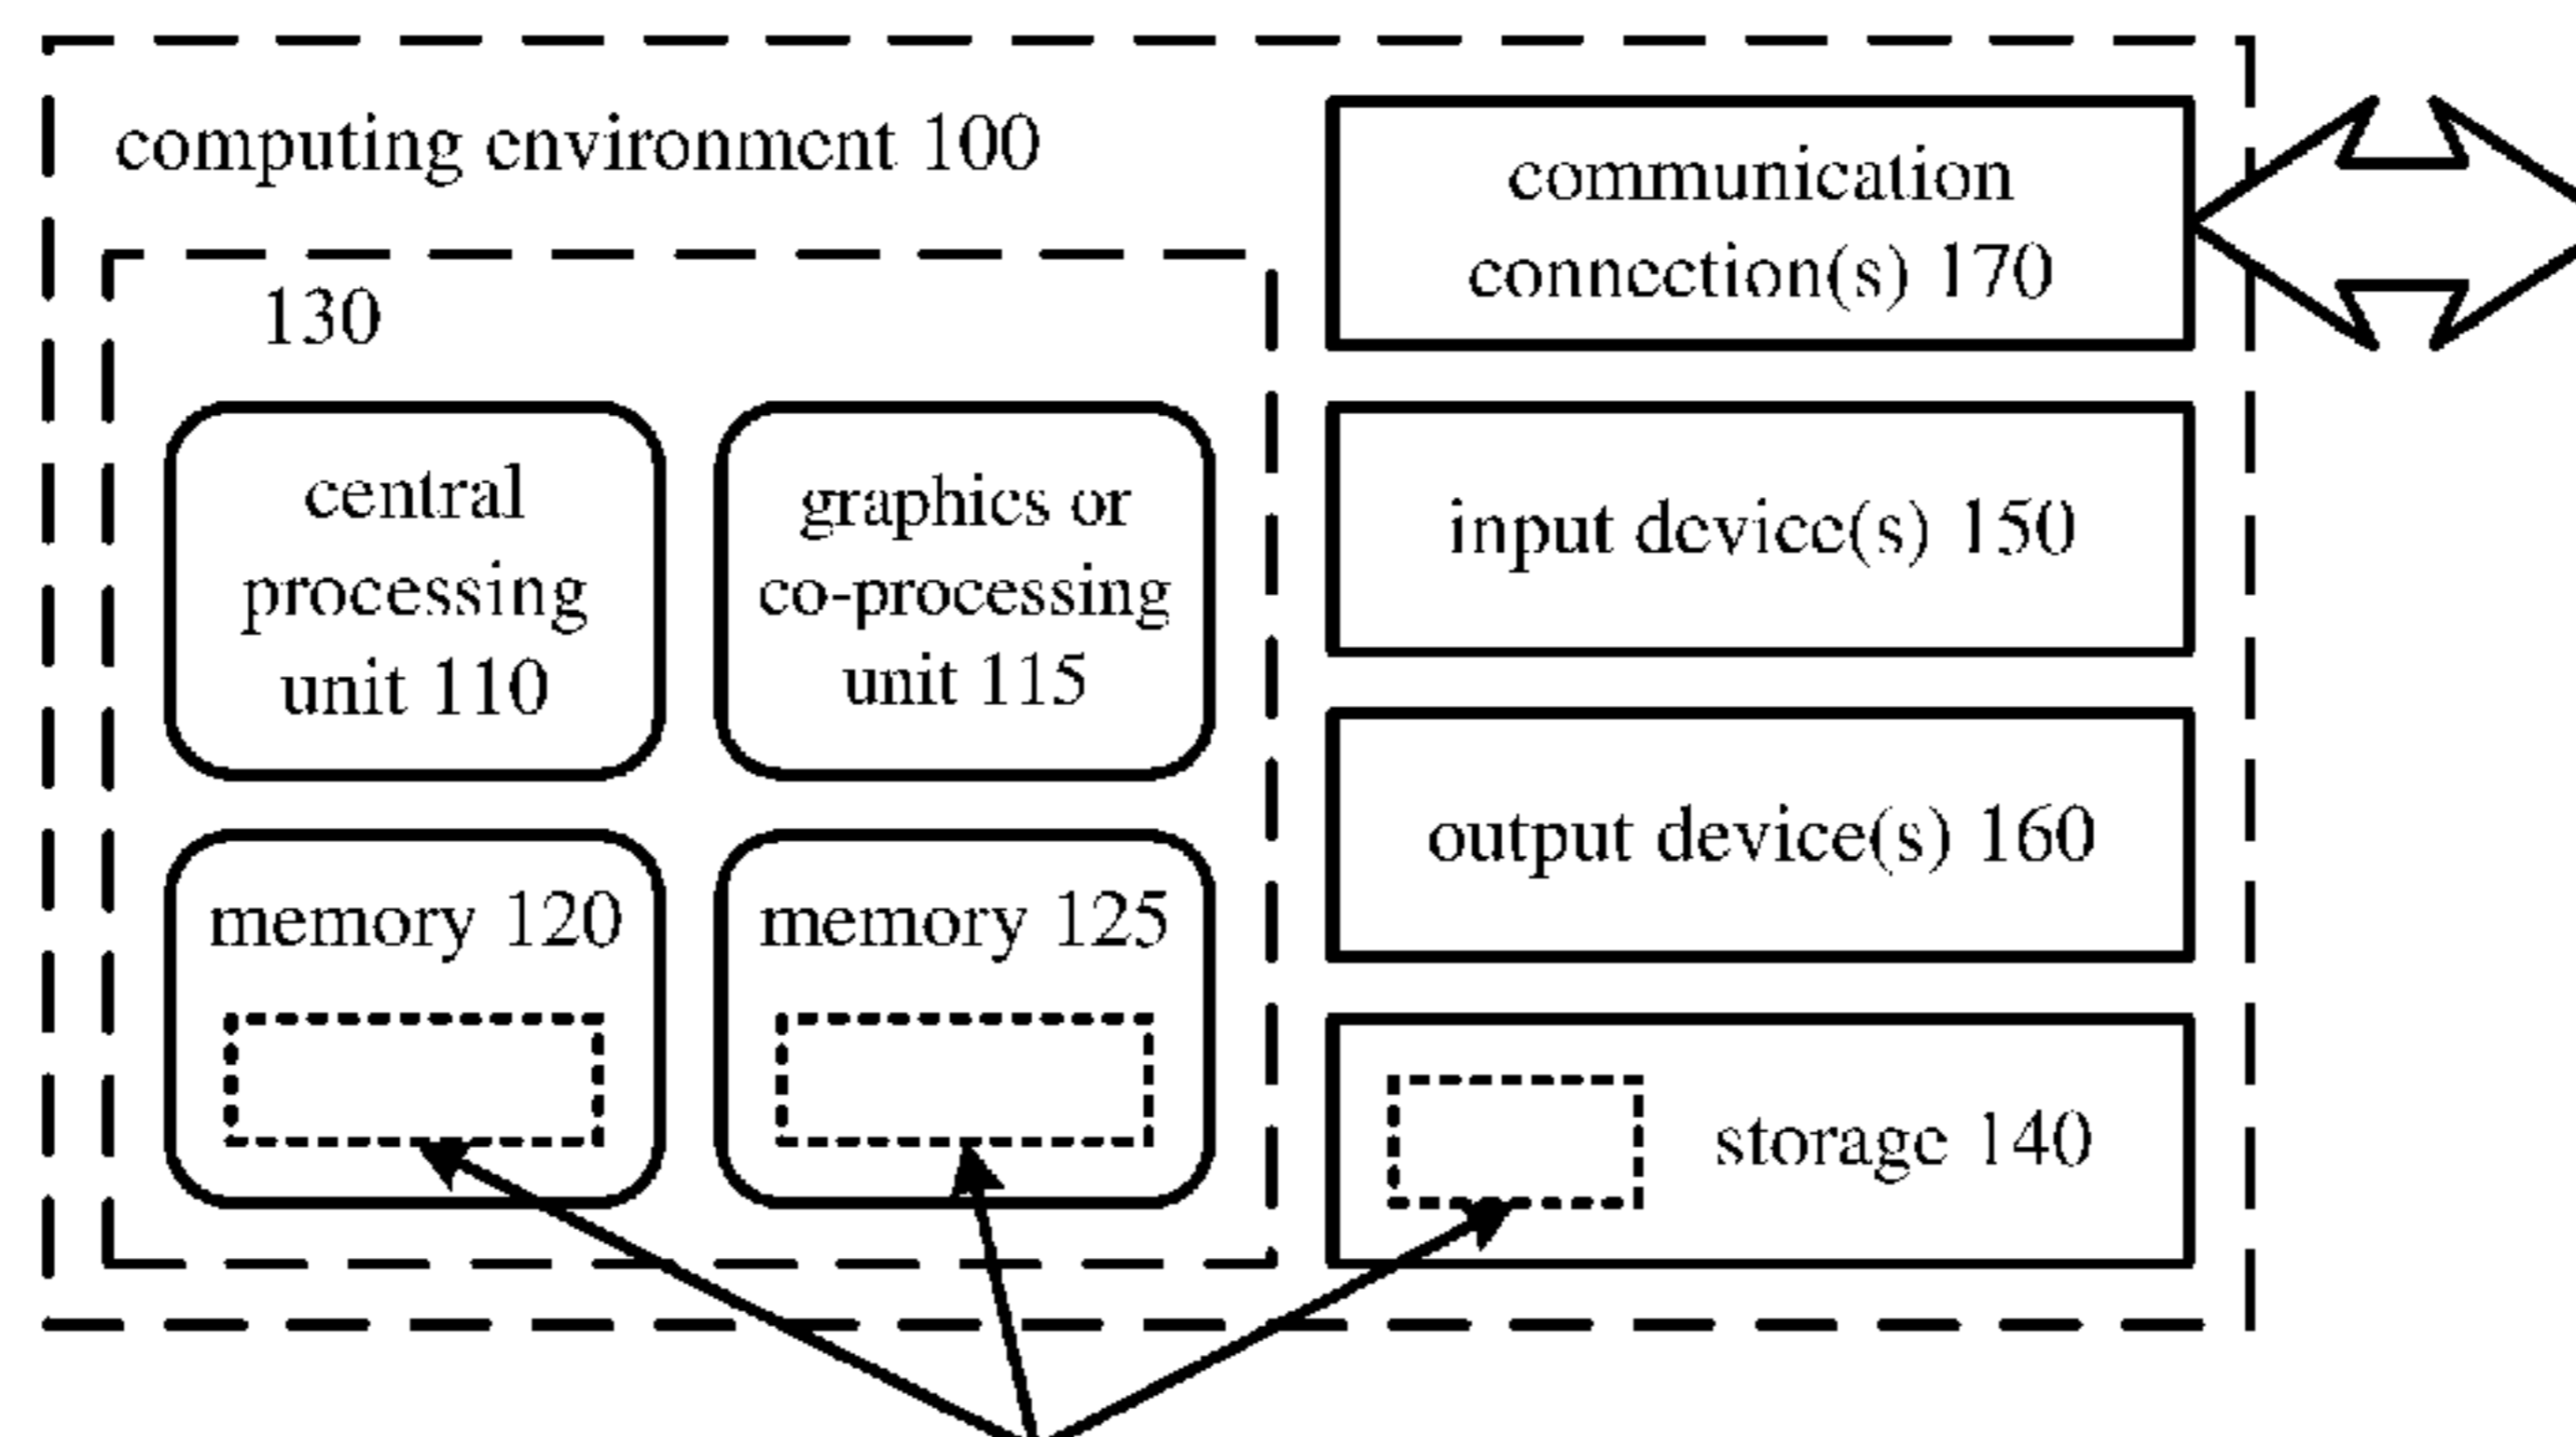 computing environment 100
130
central
processing
unit 110
graphics or
co-processing
unit 115
memory 120
memory 125
communication
connection(s) 170
input device(s) 150
output device(s) 160
storage 140